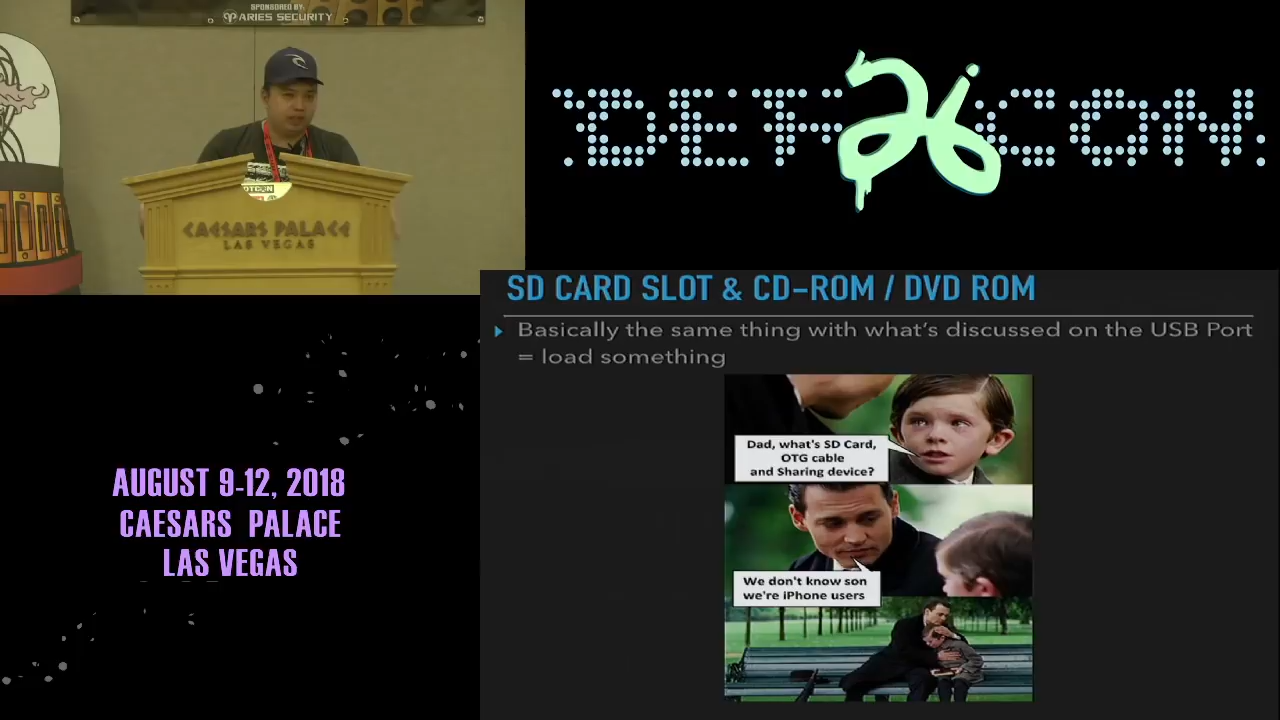 SPONSORED BY:
ARIES SECURITY
DEF CON
26
OTCON
CAESARS PALACE
LAS VEGAS
SD CARD SLOT & CD-ROM / DVD ROM
Basically the same thing with what's discussed on the USB Port
= load something
Dad, what's SD Card,
OTG cable
and Sharing device?
We don't know son
we're iPhone users
AUGUST 9-12, 2018
CAESARS PALACE
LAS VEGAS